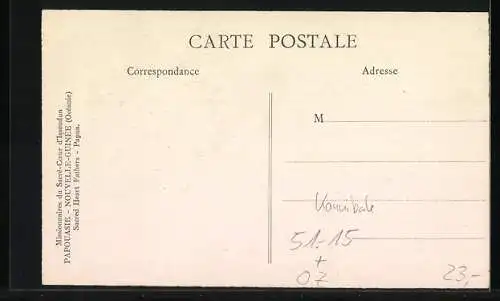 CARTE POSTALE
Correspondance
Adresse
Missionnaires du Sacré-Cœur d'Issoudun
PAPOUASIE - NOUVELLE-GUINÉE (Océanie)
Sacred Heart Fathers - Papua.
M
Kannibale
51-15
+
07
23,-